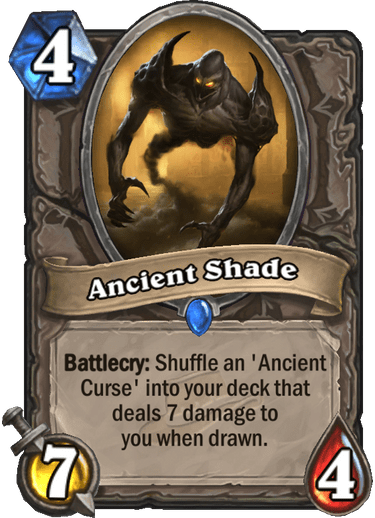 4
Ancient Shade
Battlecry: Shuffle an 'Ancient
Curse' into your deck that
deals 7 damage to
you when drawn.
7
4